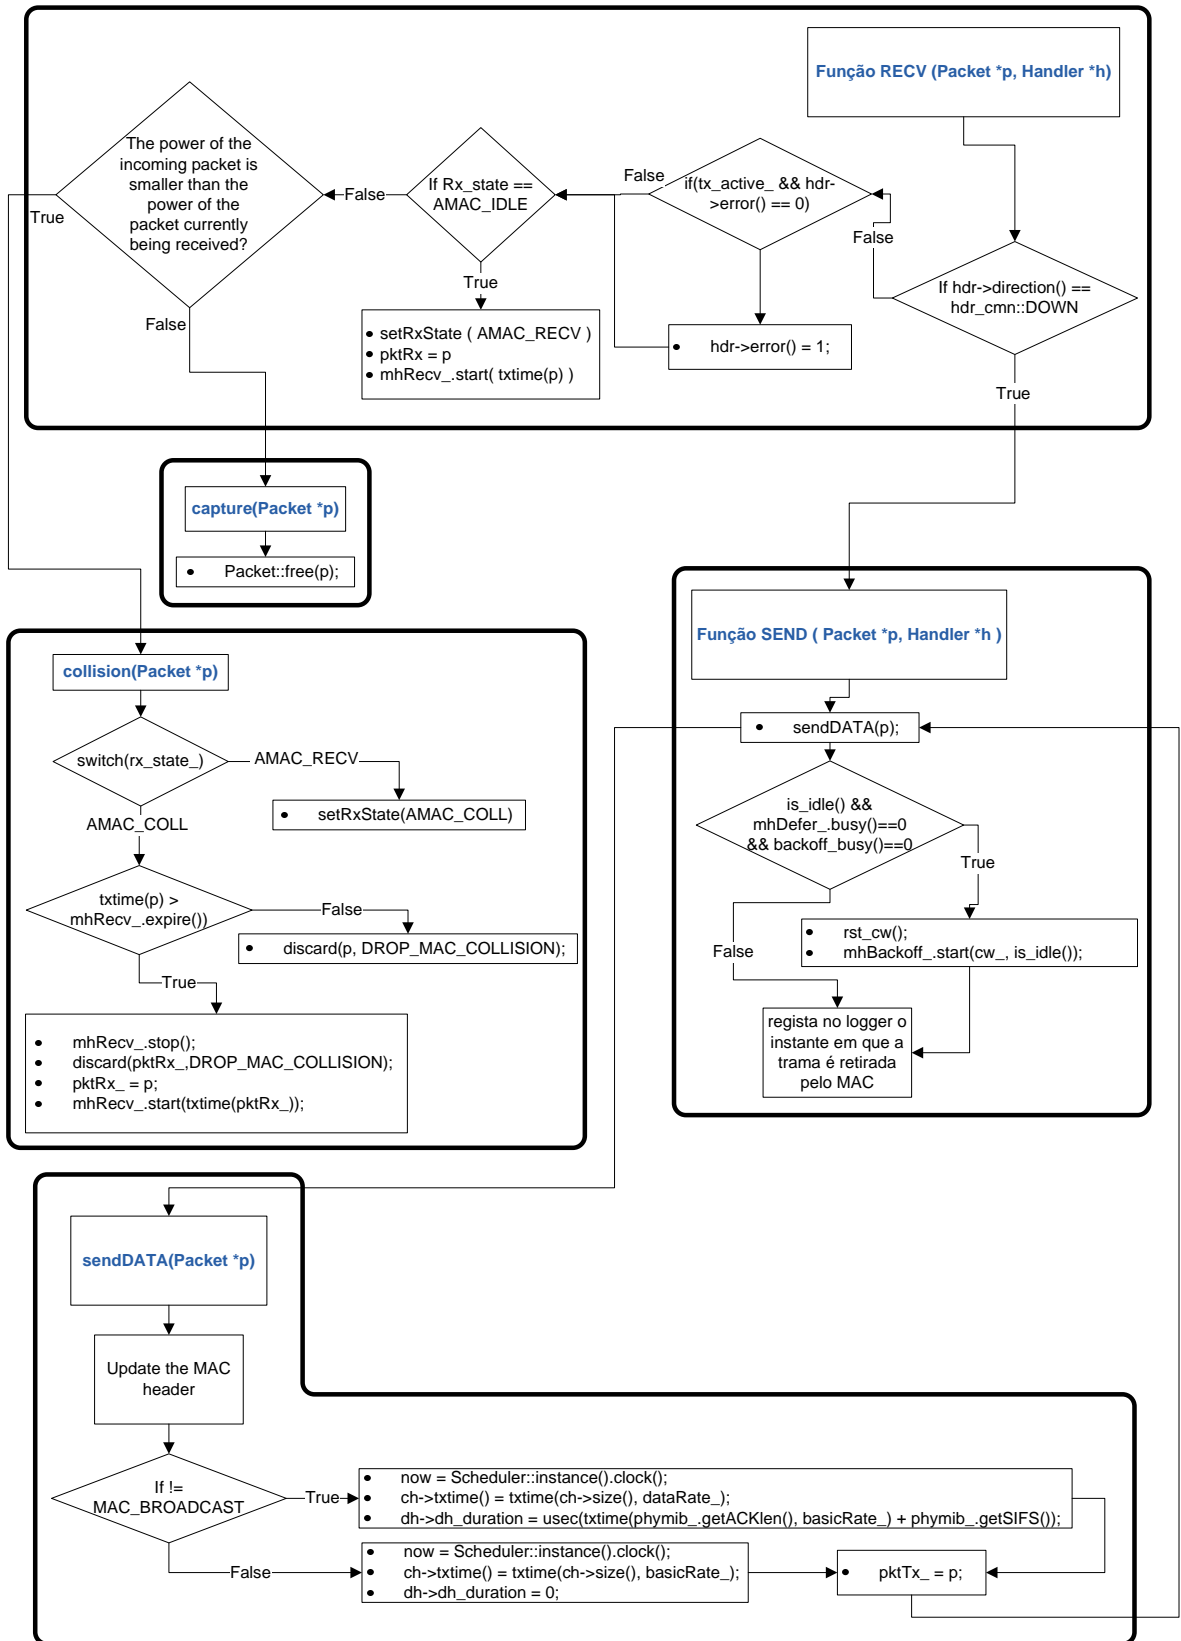 Função RECV (Packet *p, Handler *h)
The power of the
incoming packet is
smaller than the
power of the
packet currently
being received?
True
False
False
If Rx_state ==
AMAC_IDLE
True
False
if(tx_active_ && hdr-
>error() == 0)
False
If hdr->direction() ==
hdr_cmn::DOWN
True
• setRxState ( AMAC_RECV )
• pktRx = p
• mhRecv_.start( txtime(p) )
• hdr->error() = 1;
capture(Packet *p)
• Packet::free(p);
Função SEND ( Packet *p, Handler *h )
• sendDATA(p);
is_idle() &&
mhDefer_.busy()==0
&& backoff_busy()==0
True
False
• rst_cw();
• mhBackoff_.start(cw_, is_idle());
regista no logger o
instante em que a
trama é retirada
pelo MAC
collision(Packet *p)
switch(rx_state_)
AMAC_RECV
• setRxState(AMAC_COLL)
AMAC_COLL
txtime(p) >
mhRecv_.expire())
False
• discard(p, DROP_MAC_COLLISION);
True
• mhRecv_.stop();
• discard(pktRx_,DROP_MAC_COLLISION);
• pktRx_ = p;
• mhRecv_.start(txtime(pktRx_));
sendDATA(Packet *p)
Update the MAC
header
If !=
MAC_BROADCAST
True
• now = Scheduler::instance().clock();
• ch->txtime() = txtime(ch->size(), dataRate_);
• dh->dh_duration = usec(txtime(phymib_.getACKlen(), basicRate_) + phymib_.getSIFS());
False
• now = Scheduler::instance().clock();
• ch->txtime() = txtime(ch->size(), basicRate_);
• dh->dh_duration = 0;
• pktTx_ = p;